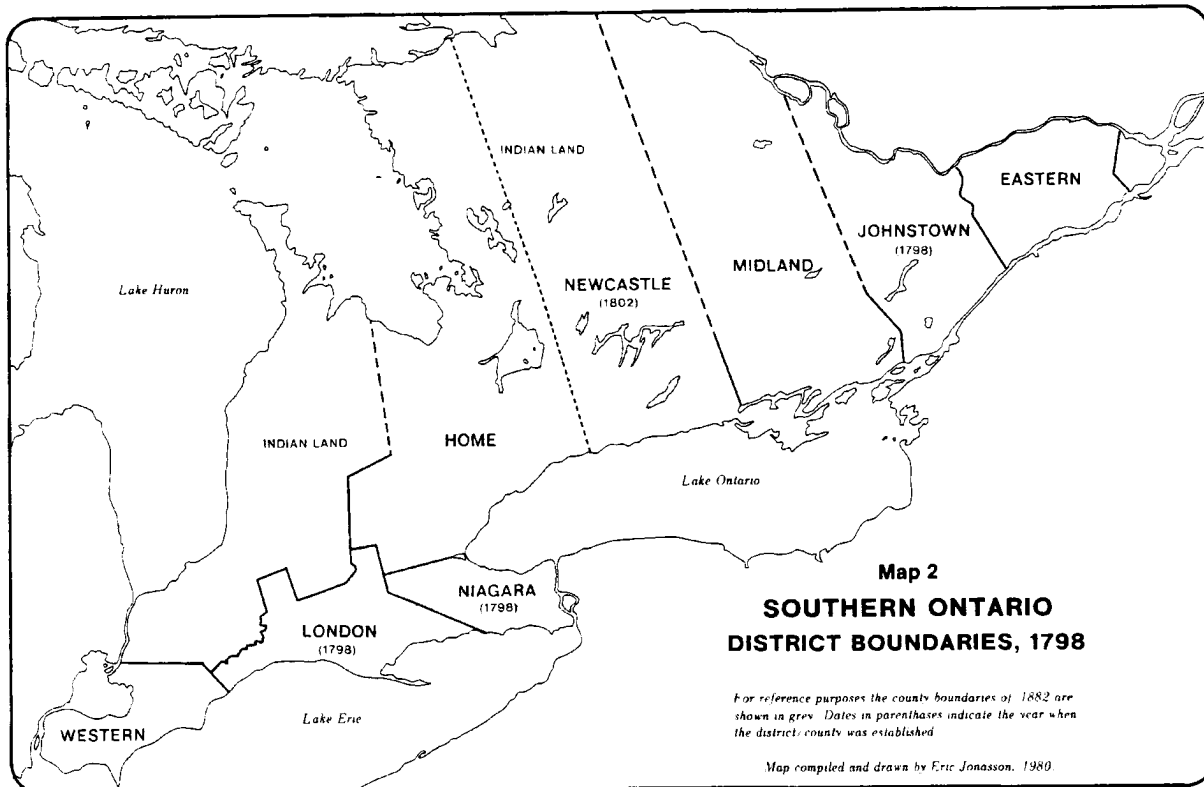 INDIAN LAND
EASTERN
JOHNSTOWN
(1798)
MIDLAND
Lake Huron
NEWCASTLE
(1802)
INDIAN LAND
HOME
Lake Ontario
NIAGARA
(1798)
LONDON
(1798)
Lake Erie
WESTERN
Map 2
SOUTHERN ONTARIO
DISTRICT BOUNDARIES, 1798
For reference purposes the county boundaries of 1882 are
shown in grey. Dates in parenthases indicate the year when
the district/county was established
Map compiled and drawn by Eric Jonasson, 1980.